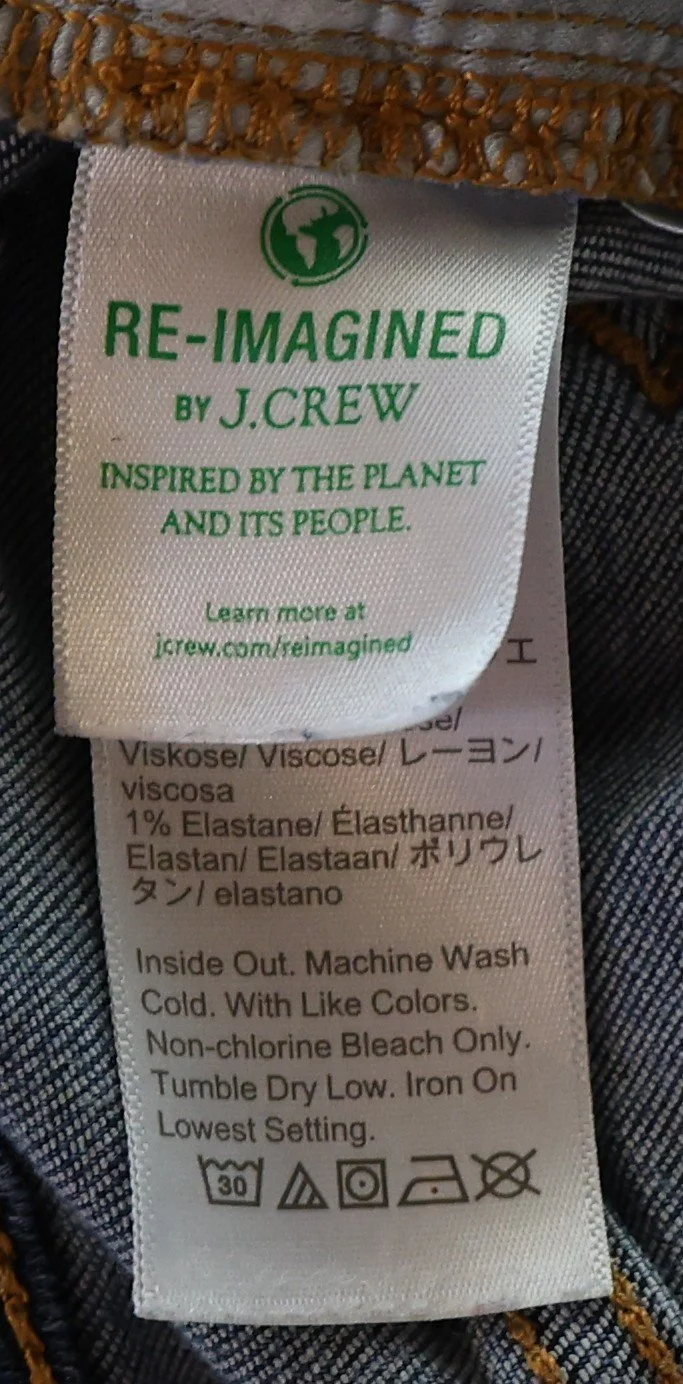 RE-IMAGINED
BY J.CREW
INSPIRED BY THE PLANET
AND ITS PEOPLE.
Learn more at
jcrew.com/reimagined
エ
Viskose/ Viscose/ レーヨン/
viscosa
1% Elastane/ Élasthanne/
Elastan/ Elastaan/ ポリウレ
タン/ elastano
Inside Out. Machine Wash
Cold. With Like Colors.
Non-chlorine Bleach Only.
Tumble Dry Low. Iron On
Lowest Setting.
30